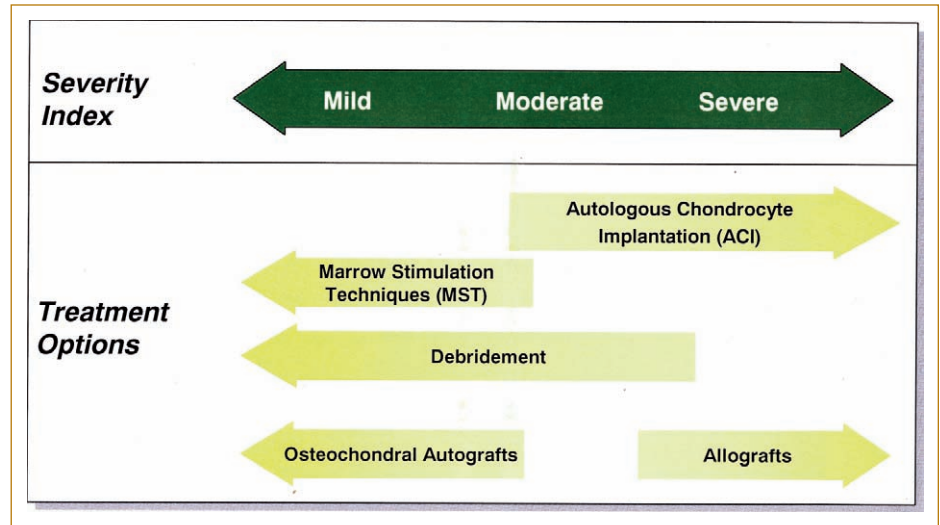 Severity
Index
Mild Moderate Severe
Autologous Chondrocyte
Implantation (ACI)
Marrow Stimulation
Techniques (MST)
Treatment
Options
Debridement
Osteochondral Autografts Allografts